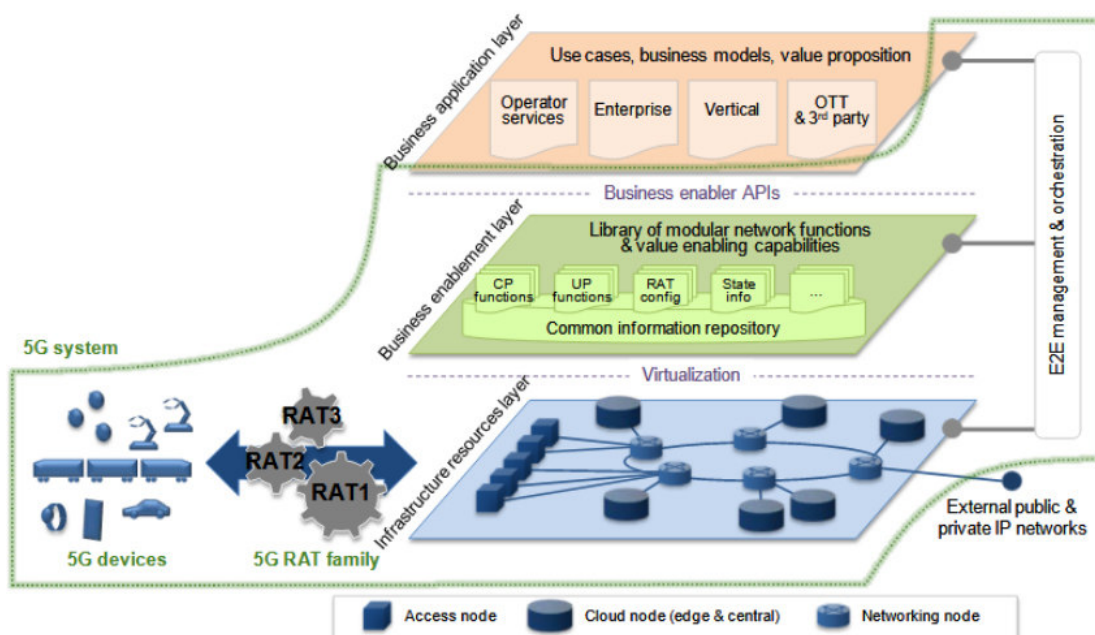 Business application layer
Use cases, business models, value proposition
Operator
services
Enterprise
Vertical
OTT
& 3rd party
Business enabler APIs
Business enablement layer
Library of modular network functions
& value enabling capabilities
CP
functions
UP
functions
RAT
config
State
info
...
Common information repository
E2E management & orchestration
5G system
Virtualization
Infrastructure resources layer
RAT3
RAT2
RAT1
External public &
private IP networks
5G devices
5G RAT family
Access node
Cloud node (edge & central)
Networking node